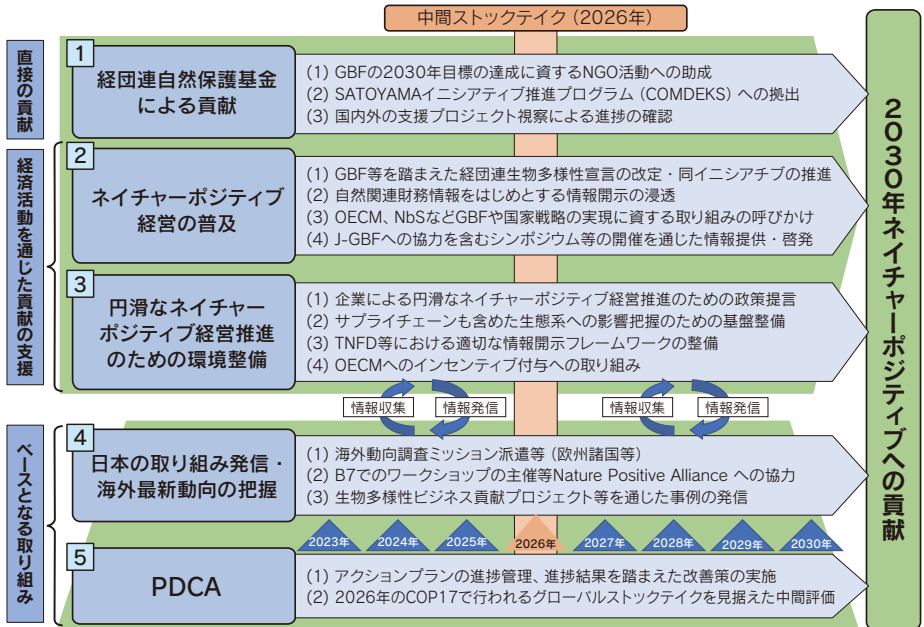 中間ストックテイク（2026年）
直接の貢献
1
経団連自然保護基金
による貢献
(1) GBFの2030年目標の達成に資するNGO活動への助成
(2) SATOYAMAイニシアティブ推進プログラム（COMDEKS）への拠出
(3) 国内外の支援プロジェクト視察による進捗の確認
経済活動を通じた貢献の支援
2
ネイチャーポジティブ
経営の普及
(1) GBF等を踏まえた経団連生物多様性宣言の改定・同イニシアチブの推進
(2) 自然関連財務情報をはじめとする情報開示の浸透
(3) OECM、NbSなどGBFや国家戦略の実現に資する取り組みの呼びかけ
(4) J-GBFへの協力を含むシンポジウム等の開催を通じた情報提供・啓発
3
円滑なネイチャー
ポジティブ経営推進
のための環境整備
(1) 企業による円滑なネイチャーポジティブ経営推進のための政策提言
(2) サプライチェーンも含めた生態系への影響把握のための基盤整備
(3) TNFD等における適切な情報開示フレームワークの整備
(4) OECMへのインセンティブ付与への取り組み
情報収集 情報発信 情報収集 情報発信
ベースとなる取り組み
4
日本の取り組み発信・
海外最新動向の把握
(1) 海外動向調査ミッション派遣等（欧州諸国等）
(2) B7でのワークショップの主催等Nature Positive Alliance への協力
(3) 生物多様性ビジネス貢献プロジェクト等を通じた事例の発信
2023年 2024年 2025年 2026年 2027年 2028年 2029年 2030年
5
PDCA
(1) アクションプランの進捗管理、進捗結果を踏まえた改善策の実施
(2) 2026年のCOP17で行われるグローバルストックテイクを見据えた中間評価
2030年ネイチャーポジティブへの貢献